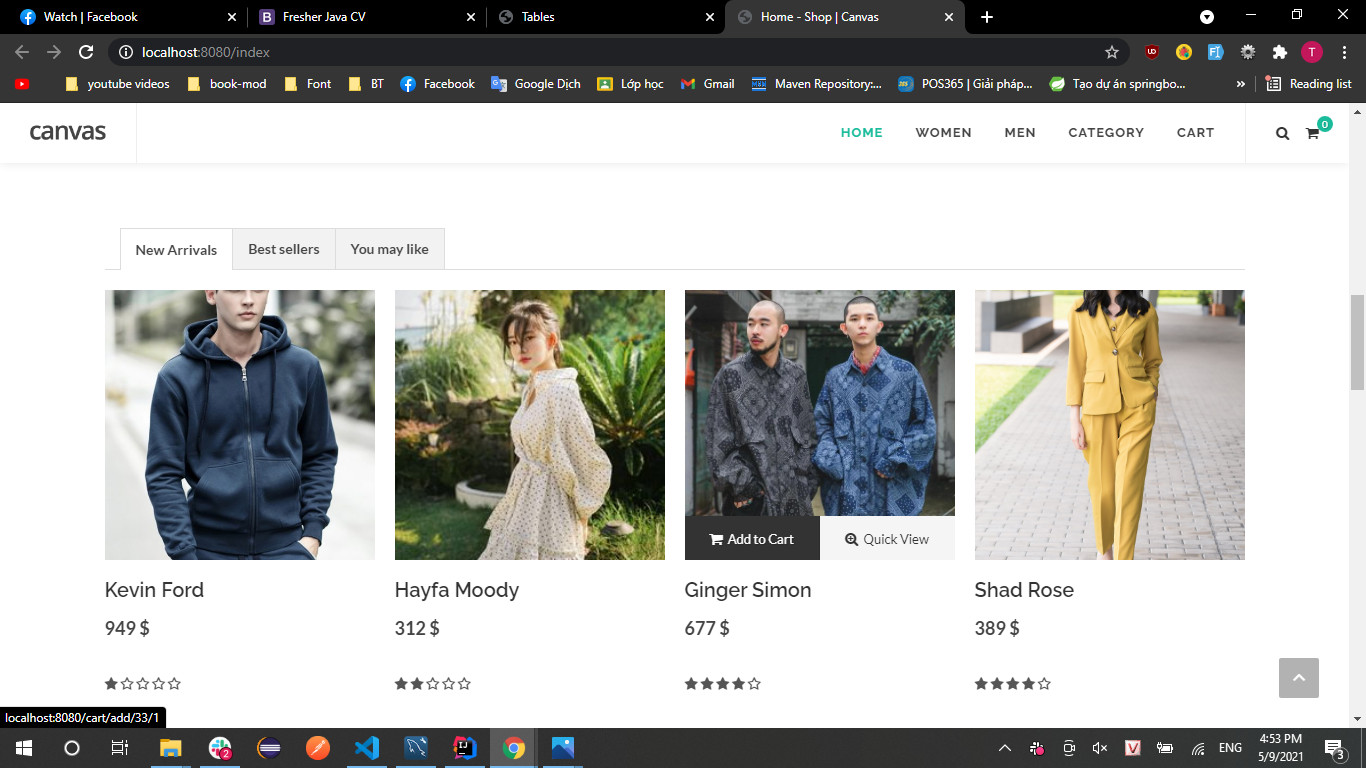 Watch | Facebook
Fresher Java CV
Tables
Home - Shop | Canvas
localhost:8080/index
youtube videos
book-mod
Font
BT
Facebook
Google Dịch
Lớp học
Gmail
Maven Repository:...
POS365 | Giải pháp...
Tạo dự án springbo...
»
Reading list
canvas
HOME
WOMEN
MEN
CATEGORY
CART
0
New Arrivals
Best sellers
You may like
Add to Cart
Quick View
Kevin Ford
Hayfa Moody
Ginger Simon
Shad Rose
949 $
312 $
677 $
389 $
localhost:8080/cart/add/33/1
2
ENG
4:53 PM
5/9/2021
3